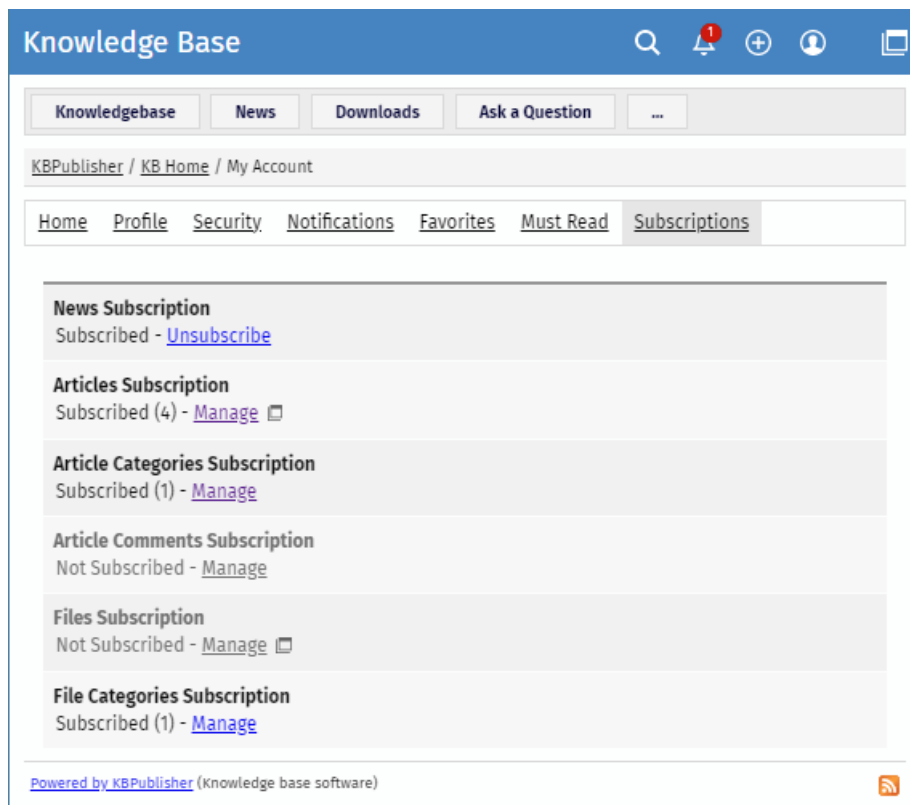 Knowledge Base
1
Knowledgebase News Downloads Ask a Question ...
KBPublisher / KB Home / My Account
Home Profile Security Notifications Favorites Must Read Subscriptions
News Subscription
Subscribed - Unsubscribe
Articles Subscription
Subscribed (4) - Manage
Article Categories Subscription
Subscribed (1) - Manage
Article Comments Subscription
Not Subscribed - Manage
Files Subscription
Not Subscribed - Manage
File Categories Subscription
Subscribed (1) - Manage
Powered by KBPublisher (Knowledge base software)